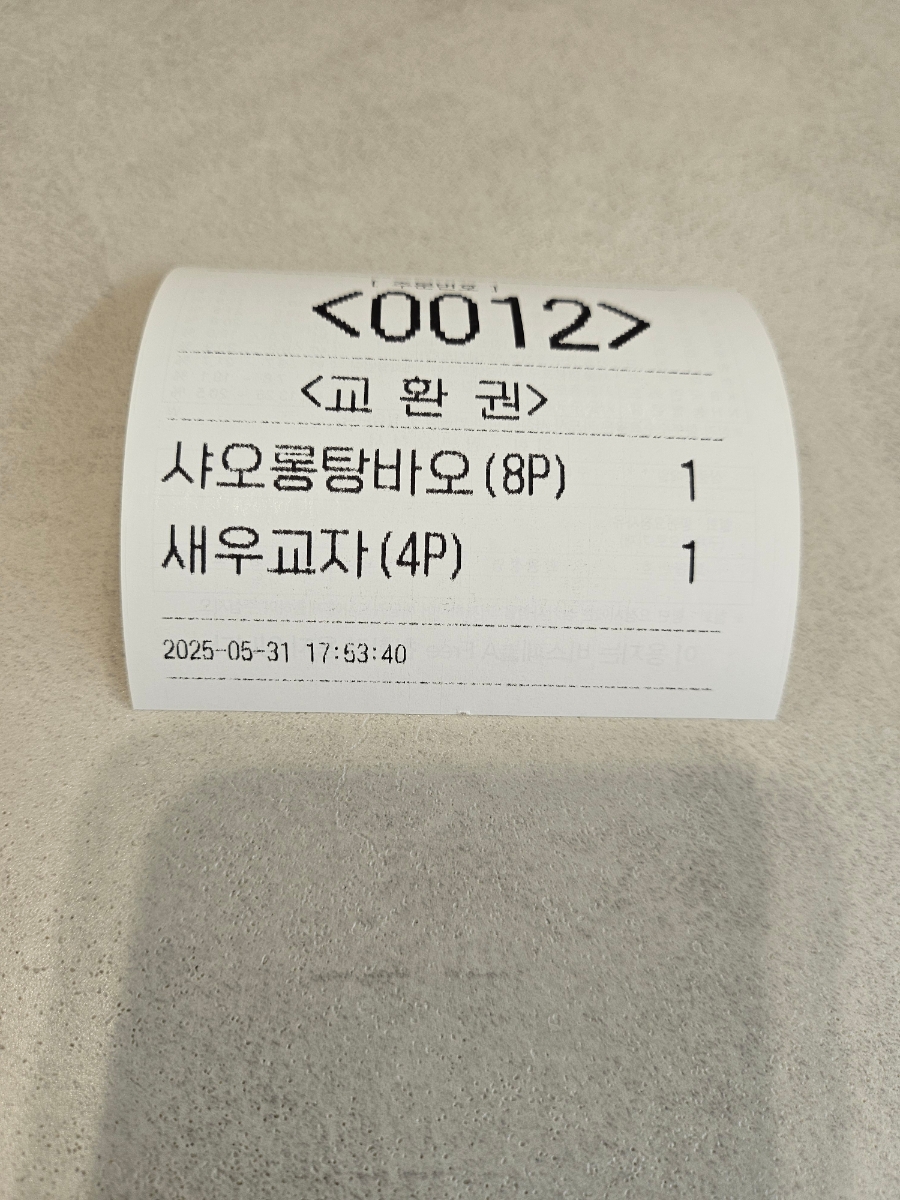 <0012>
<교 환 권>
샤오롱탕바오(8P) 1
새우교자(4P) 1
2025-05-31 17:53:40